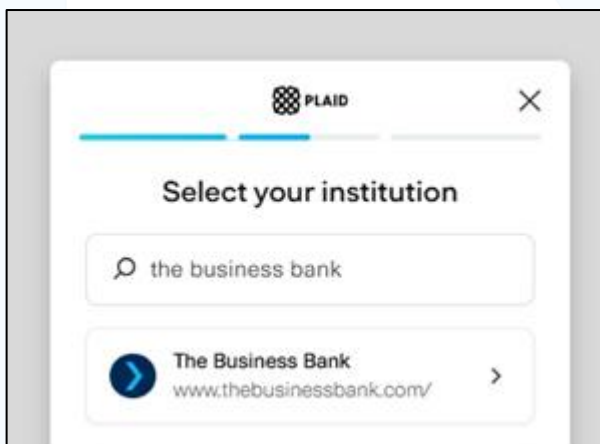 PLAID
Select your institution
the business bank
The Business Bank
www.thebusinessbank.com/